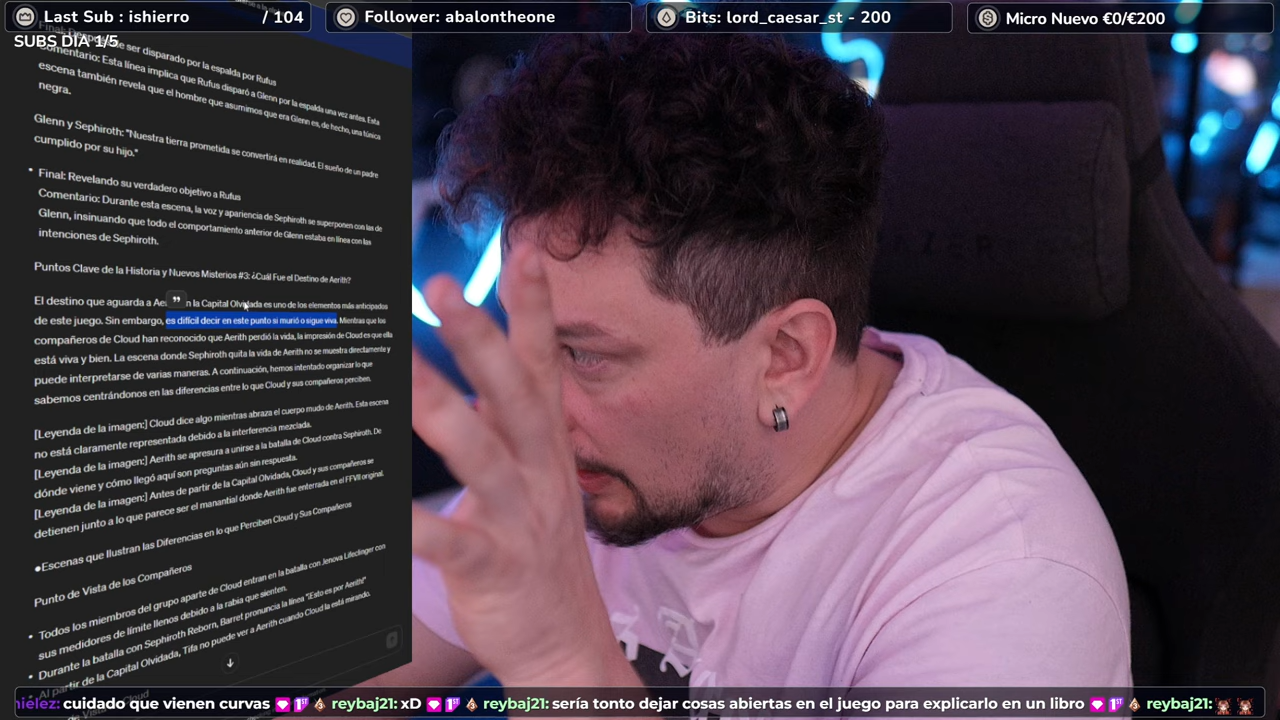 Last Sub : ishierro / 104
Follower: abalontheone
Bits: lord_caesar_st - 200
Micro Nuevo €0/€200
SUBS DIA 1/5
de ser disparado por la espalda por Rufus
Comentario: Esta línea implica que Rufus disparó a Glenn por la espalda una vez antes. Esta
escena también revela que el hombre que asumimos que era Glenn es, de hecho, una túnica
negra.
Glenn y Sephiroth: "Nuestra tierra prometida se convertirá en realidad. El sueño de un padre
cumplido por su hijo."
• Final: Revelando su verdadero objetivo a Rufus
Comentario: Durante esta escena, la voz y apariencia de Sephiroth se superponen con las de
Glenn, insinuando que todo el comportamiento anterior de Glenn estaba en línea con las
intenciones de Sephiroth.
Puntos Clave de la Historia y Nuevos Misterios #3: ¿Cuál Fue el Destino de Aerith?
El destino que aguarda a Ae n la Capital Olvidada es uno de los elementos más anticipados
de este juego. Sin embargo, es difícil decir en este punto si murió o sigue viva. Mientras que los
compañeros de Cloud han reconocido que Aerith perdió la vida, la impresión de Cloud es que ella
está viva y bien. La escena donde Sephiroth quita la vida de Aerith no se muestra directamente y
puede interpretarse de varias maneras. A continuación, hemos intentado organizar lo que
sabemos centrándonos en las diferencias entre lo que Cloud y sus compañeros perciben.
[Leyenda de la imagen:] Cloud dice algo mientras abraza el cuerpo mudo de Aerith. Esta escena
no está claramente representada debido a la interferencia mezclada.
[Leyenda de la imagen:] Aerith se apresura a unirse a la batalla de Cloud contra Sephiroth. De
dónde viene y cómo llegó aquí son preguntas aún sin respuesta.
[Leyenda de la imagen:] Antes de partir de la Capital Olvidada, Cloud y sus compañeros se
detienen junto a lo que parece ser el manantial donde Aerith fue enterrada en el FFVII original.
●Escenas que Ilustran las Diferencias en lo que Perciben Cloud y Sus Compañeros
Punto de Vista de los Compañeros
• Todos los miembros del grupo aparte de Cloud entran en la batalla con Jenova Lifeclinger con
sus medidores de límite llenos debido a la rabia que sienten.
• Durante la batalla con Sephiroth Reborn, Barret pronuncia la línea "¡Esto es por Aerith!"
• Al partir de la Capital Olvidada, Tifa no puede ver a Aerith cuando Cloud la está mirando.
nielez: cuidado que vienen curvas reybaj21: xD reybaj21: sería tonto dejar cosas abiertas en el juego para explicarlo en un libro reybaj21: